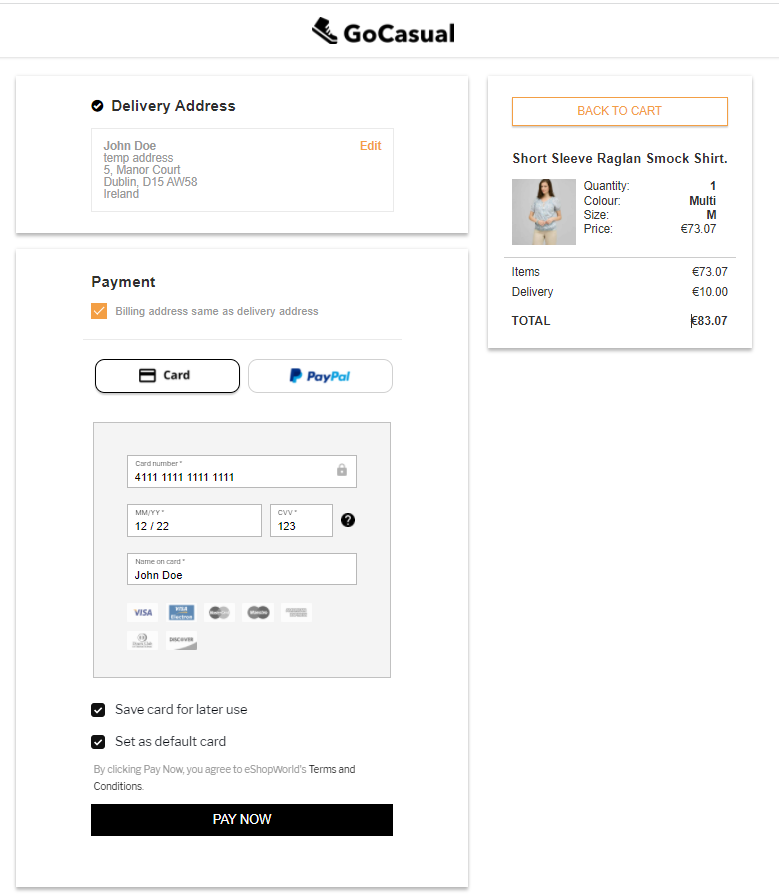 GoCasual
Delivery Address
John Doe
Edit
temp address
5, Manor Court
Dublin, D15 AW58
Ireland
Payment
Billing address same as delivery address
Card
PayPal
Card number *
4111 1111 1111 1111
MM/YY *
12 / 22
CVV *
123
?
Name on card *
John Doe
VISA
VISA
Electron
Maestro
DISCOVER
Save card for later use
Set as default card
By clicking Pay Now, you agree to eShopWorld's Terms and
Conditions.
PAY NOW
BACK TO CART
Short Sleeve Raglan Smock Shirt.
Quantity: 1
Colour: Multi
Size: M
Price: €73.07
Items €73.07
Delivery €10.00
TOTAL €83.07